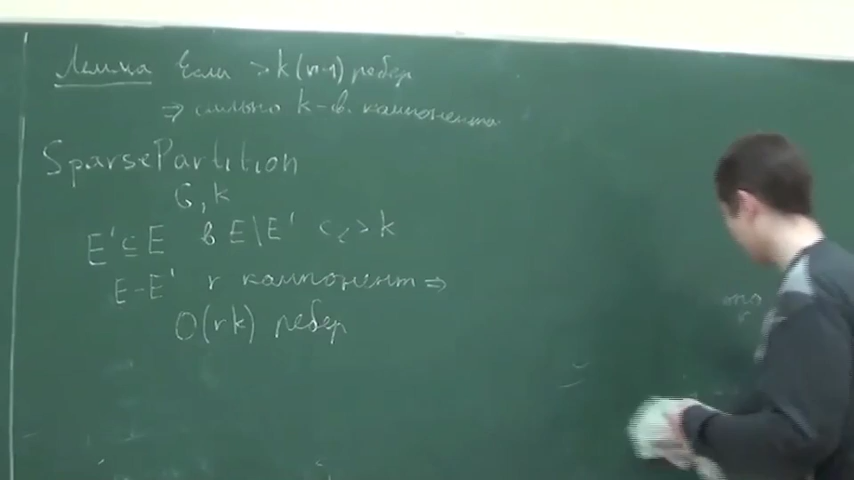 Лемма Если > k(n-1) ребер
⇒ сильно k-св. компонента
SparsePartition
G, k
E' ⊆ E в E\E' c_e > k
E-E' r компонент ⇒
O(rk) ребер